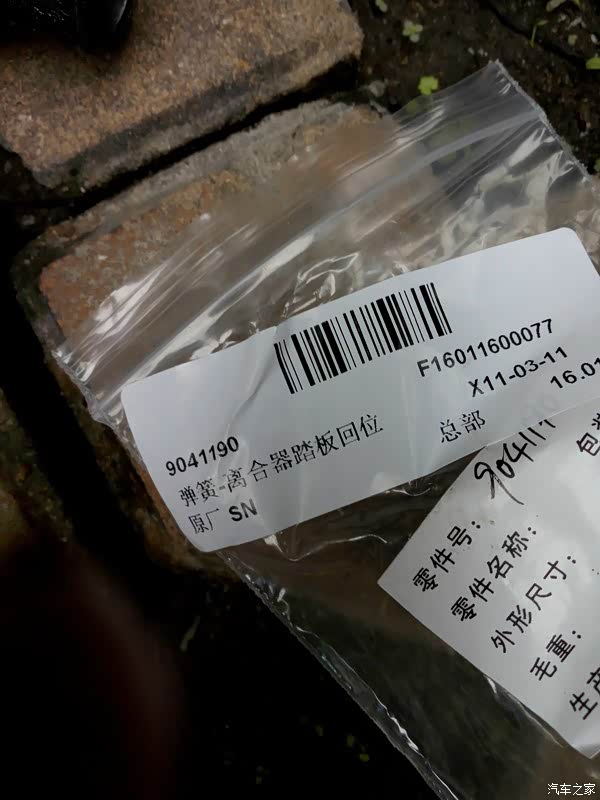 F16011600077
X11-03-11
16.01
9041190
弹簧-离合器踏板回位
总部
原厂 SN
零件号：
零件名称：
外形尺寸：
毛重：
生产
汽车之家